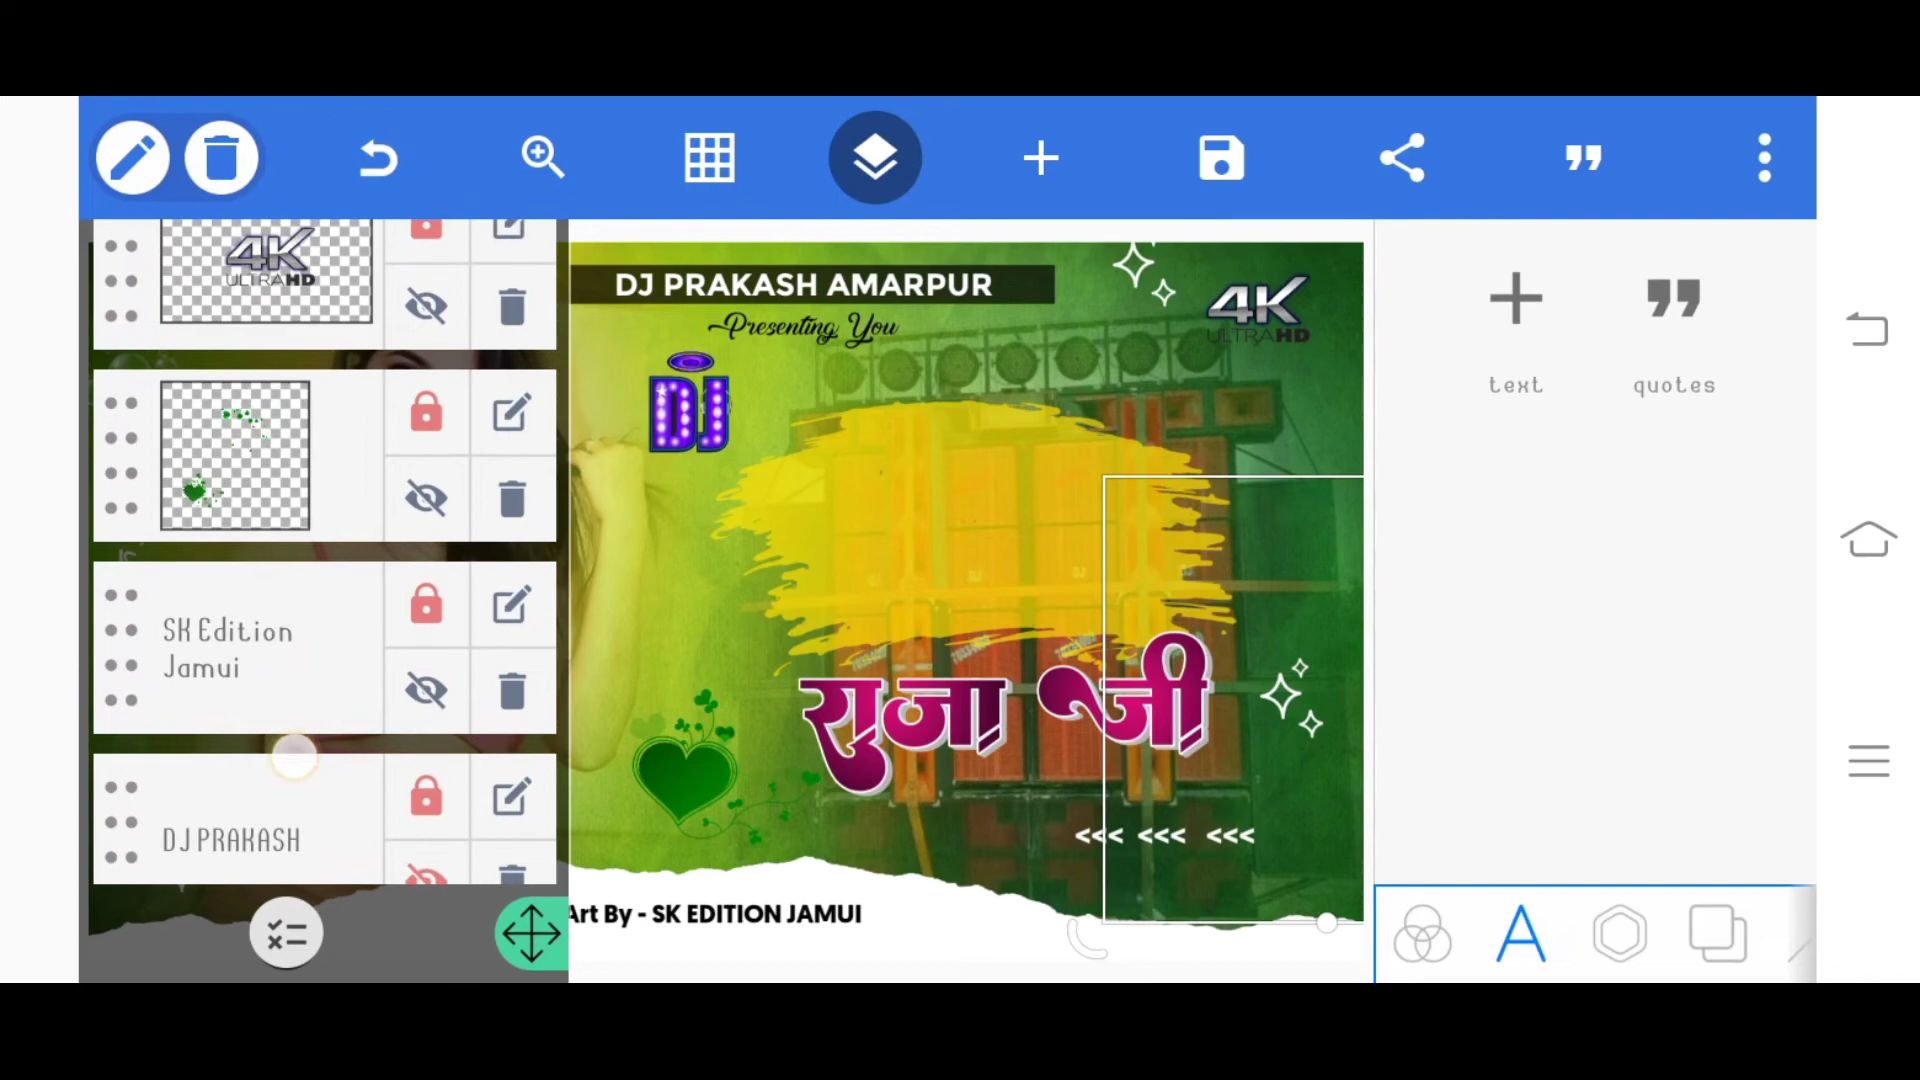 4K
ULTRAHD
SK Edition
Jamui
DJ PRAKASH
DJ PRAKASH AMARPUR
Presenting You
4K
ULTRAHD
DJ
राजा जी
<<< <<< <<<
Art By - SK EDITION JAMUI
text
quotes